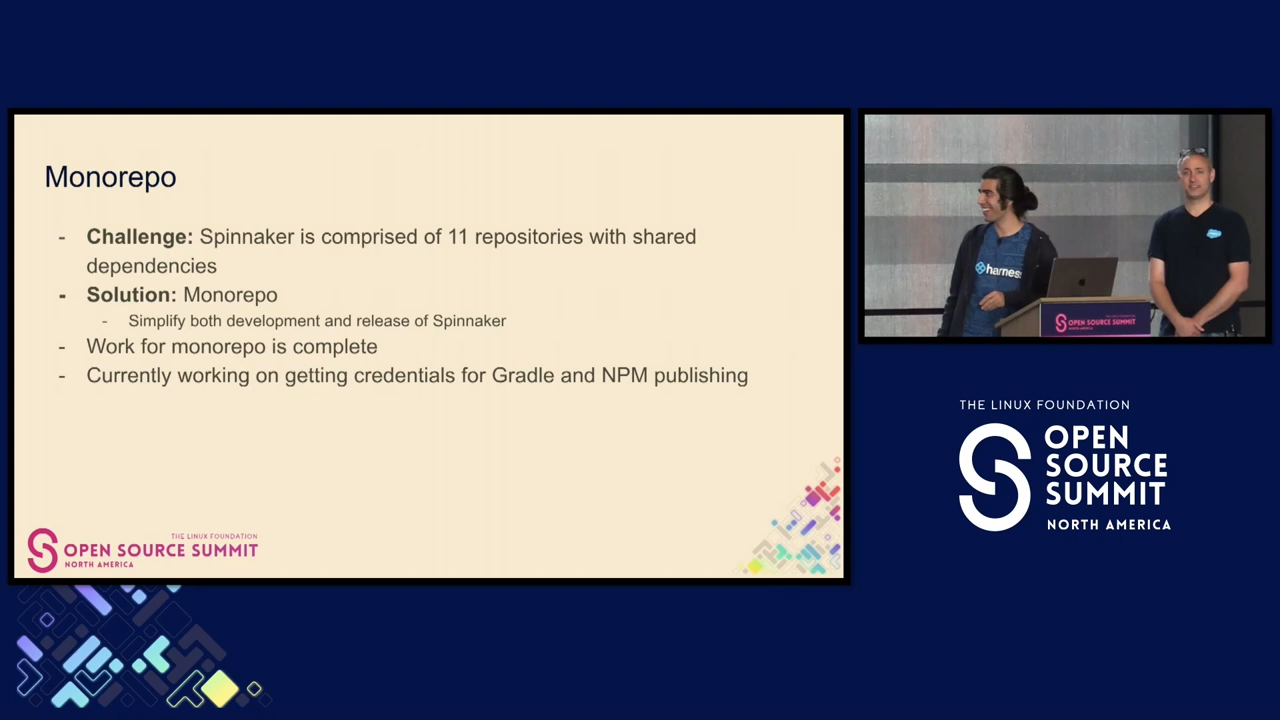 Monorepo
- Challenge: Spinnaker is comprised of 11 repositories with shared
dependencies
- Solution: Monorepo
- Simplify both development and release of Spinnaker
- Work for monorepo is complete
- Currently working on getting credentials for Gradle and NPM publishing
THE LINUX FOUNDATION
OPEN SOURCE SUMMIT
NORTH AMERICA
harness
OPEN SOURCE SUMMIT
THE LINUX FOUNDATION
OPEN
SOURCE
SUMMIT
NORTH AMERICA